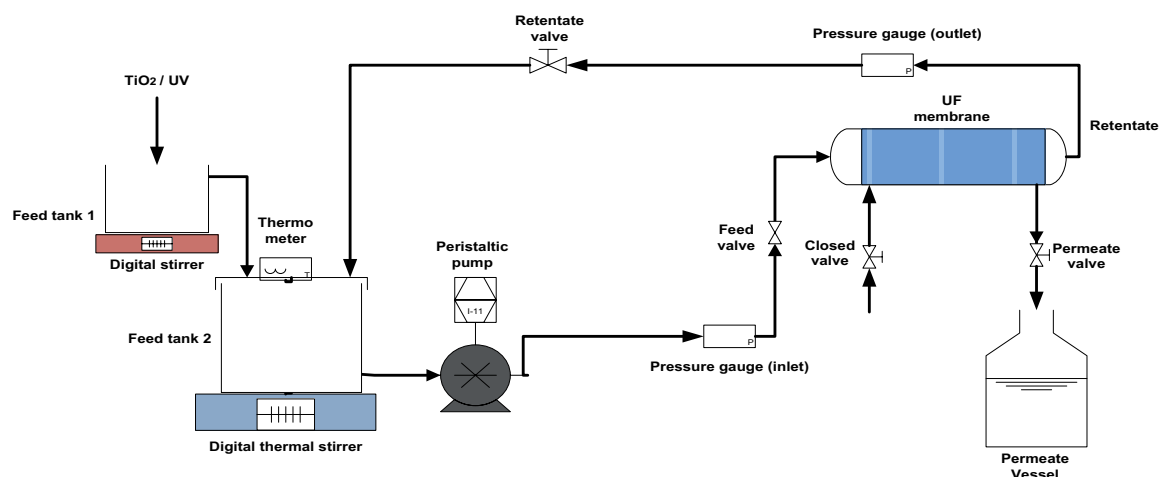 Retentate
valve
Pressure gauge (outlet)
P
TiO2 / UV
UF
membrane
Retentate
Feed tank 1
Digital stirrer
Thermo
meter
T
Peristaltic
pump
I-11
Feed
valve
Closed
valve
Permeate
valve
Feed tank 2
P
Pressure gauge (inlet)
Digital thermal stirrer
Permeate
Vessel